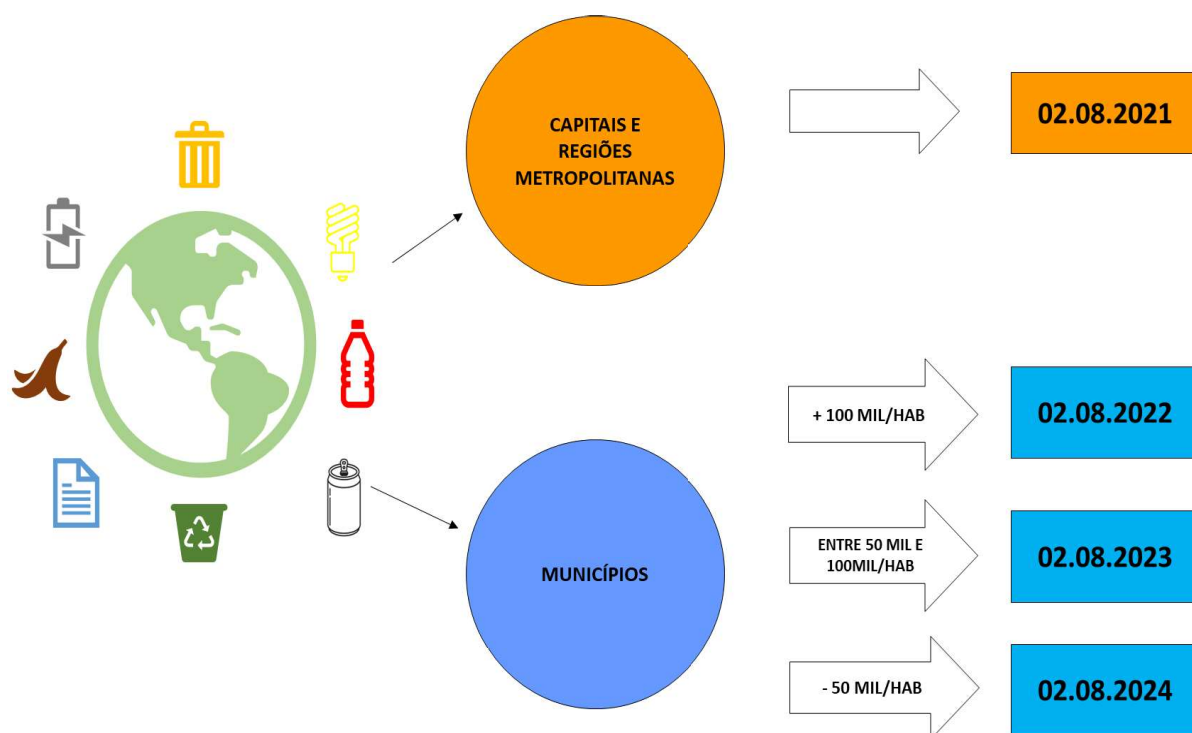 CAPITAIS E
REGIÕES
METROPOLITANAS
02.08.2021
MUNICÍPIOS
+ 100 MIL/HAB
02.08.2022
ENTRE 50 MIL E
100MIL/HAB
02.08.2023
- 50 MIL/HAB
02.08.2024